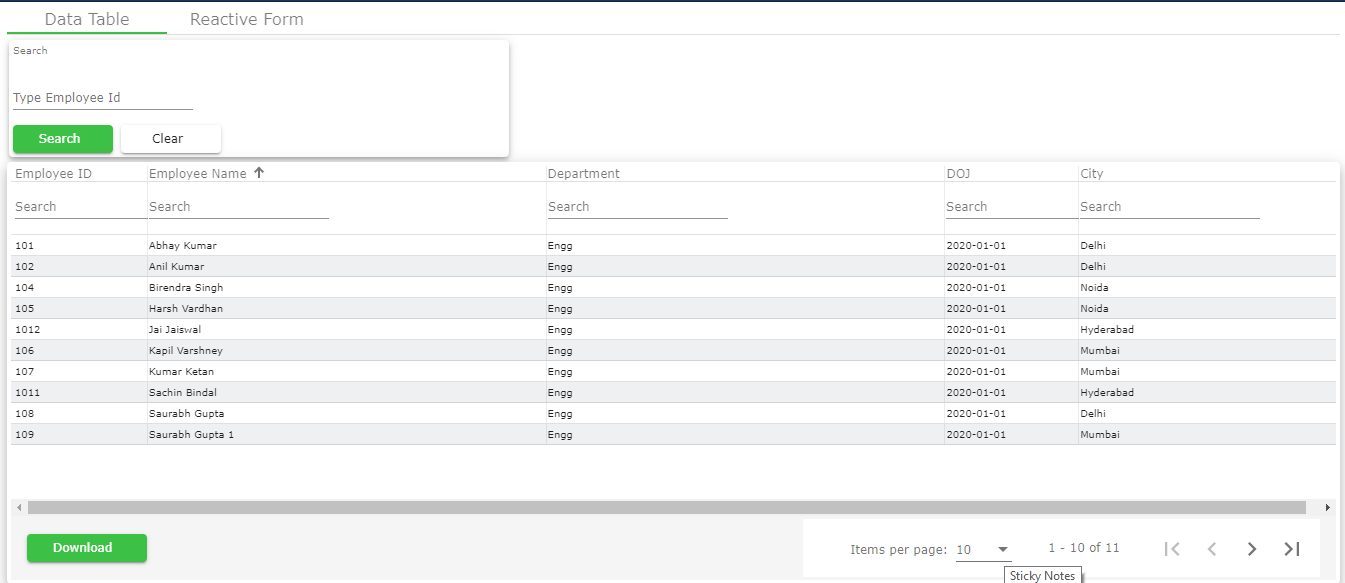 Data Table Reactive Form
Search
Type Employee Id
Search Clear
Employee ID Employee Name Department DOJ City
Search Search Search Search Search
101 Abhay Kumar Engg 2020-01-01 Delhi
102 Anil Kumar Engg 2020-01-01 Delhi
104 Birendra Singh Engg 2020-01-01 Noida
105 Harsh Vardhan Engg 2020-01-01 Noida
1012 Jai Jaiswal Engg 2020-01-01 Hyderabad
106 Kapil Varshney Engg 2020-01-01 Mumbai
107 Kumar Ketan Engg 2020-01-01 Mumbai
1011 Sachin Bindal Engg 2020-01-01 Hyderabad
108 Saurabh Gupta Engg 2020-01-01 Delhi
109 Saurabh Gupta 1 Engg 2020-01-01 Mumbai
Download Items per page: 10 1 - 10 of 11
Sticky Notes